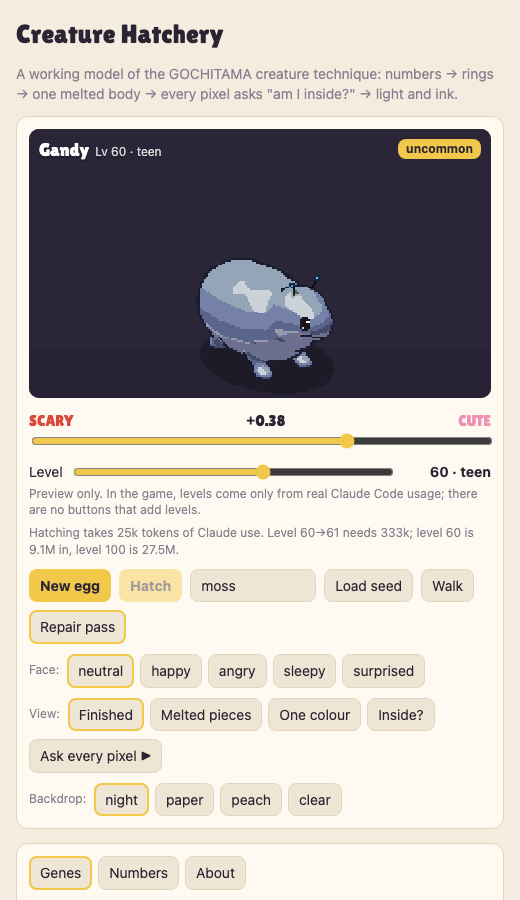 Creature Hatchery
A working model of the GOCHITAMA creature technique: numbers → rings
→ one melted body → every pixel asks "am I inside?" → light and ink.
Gandy Lv 60 · teen uncommon
SCARY +0.38 CUTE
Level 60 · teen
Preview only. In the game, levels come only from real Claude Code usage; there
are no buttons that add levels.
Hatching takes 25k tokens of Claude use. Level 60→61 needs 333k; level 60 is
9.1M in, level 100 is 27.5M.
New egg Hatch moss Load seed Walk
Repair pass
Face: neutral happy angry sleepy surprised
View: Finished Melted pieces One colour Inside?
Ask every pixel ▶
Backdrop: night paper peach clear
Genes Numbers About